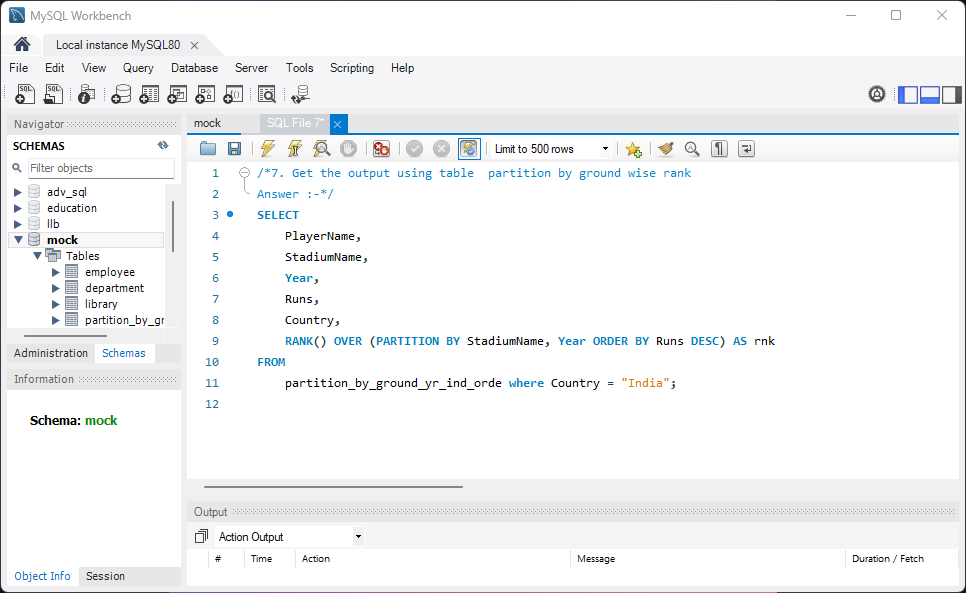 MySQL Workbench
Local instance MySQL80
File Edit View Query Database Server Tools Scripting Help
Navigator
SCHEMAS
Filter objects
adv_sql
education
llb
mock
Tables
employee
department
library
partition_by_gr
Administration Schemas
Information
Schema: mock
Object Info Session
mock SQL File 7*
Limit to 500 rows
1 /*7. Get the output using table  partition by ground wise rank
2 Answer :-*/
3 SELECT
4 PlayerName,
5 StadiumName,
6 Year,
7 Runs,
8 Country,
9 RANK() OVER (PARTITION BY StadiumName, Year ORDER BY Runs DESC) AS rnk
10 FROM
11 partition_by_ground_yr_ind_orde where Country = "India";
12
Output
Action Output
# Time Action Message Duration / Fetch